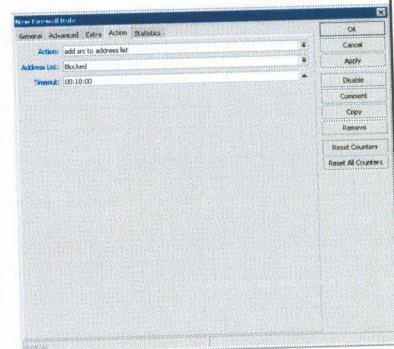 New Firewall Rule
General Advanced Extra Action Statistics
Action: add src to address list
Address List: Blocked
Timeout: 00:10:00
OK
Cancel
Apply
Disable
Comment
Copy
Remove
Reset Counters
Reset All Counters